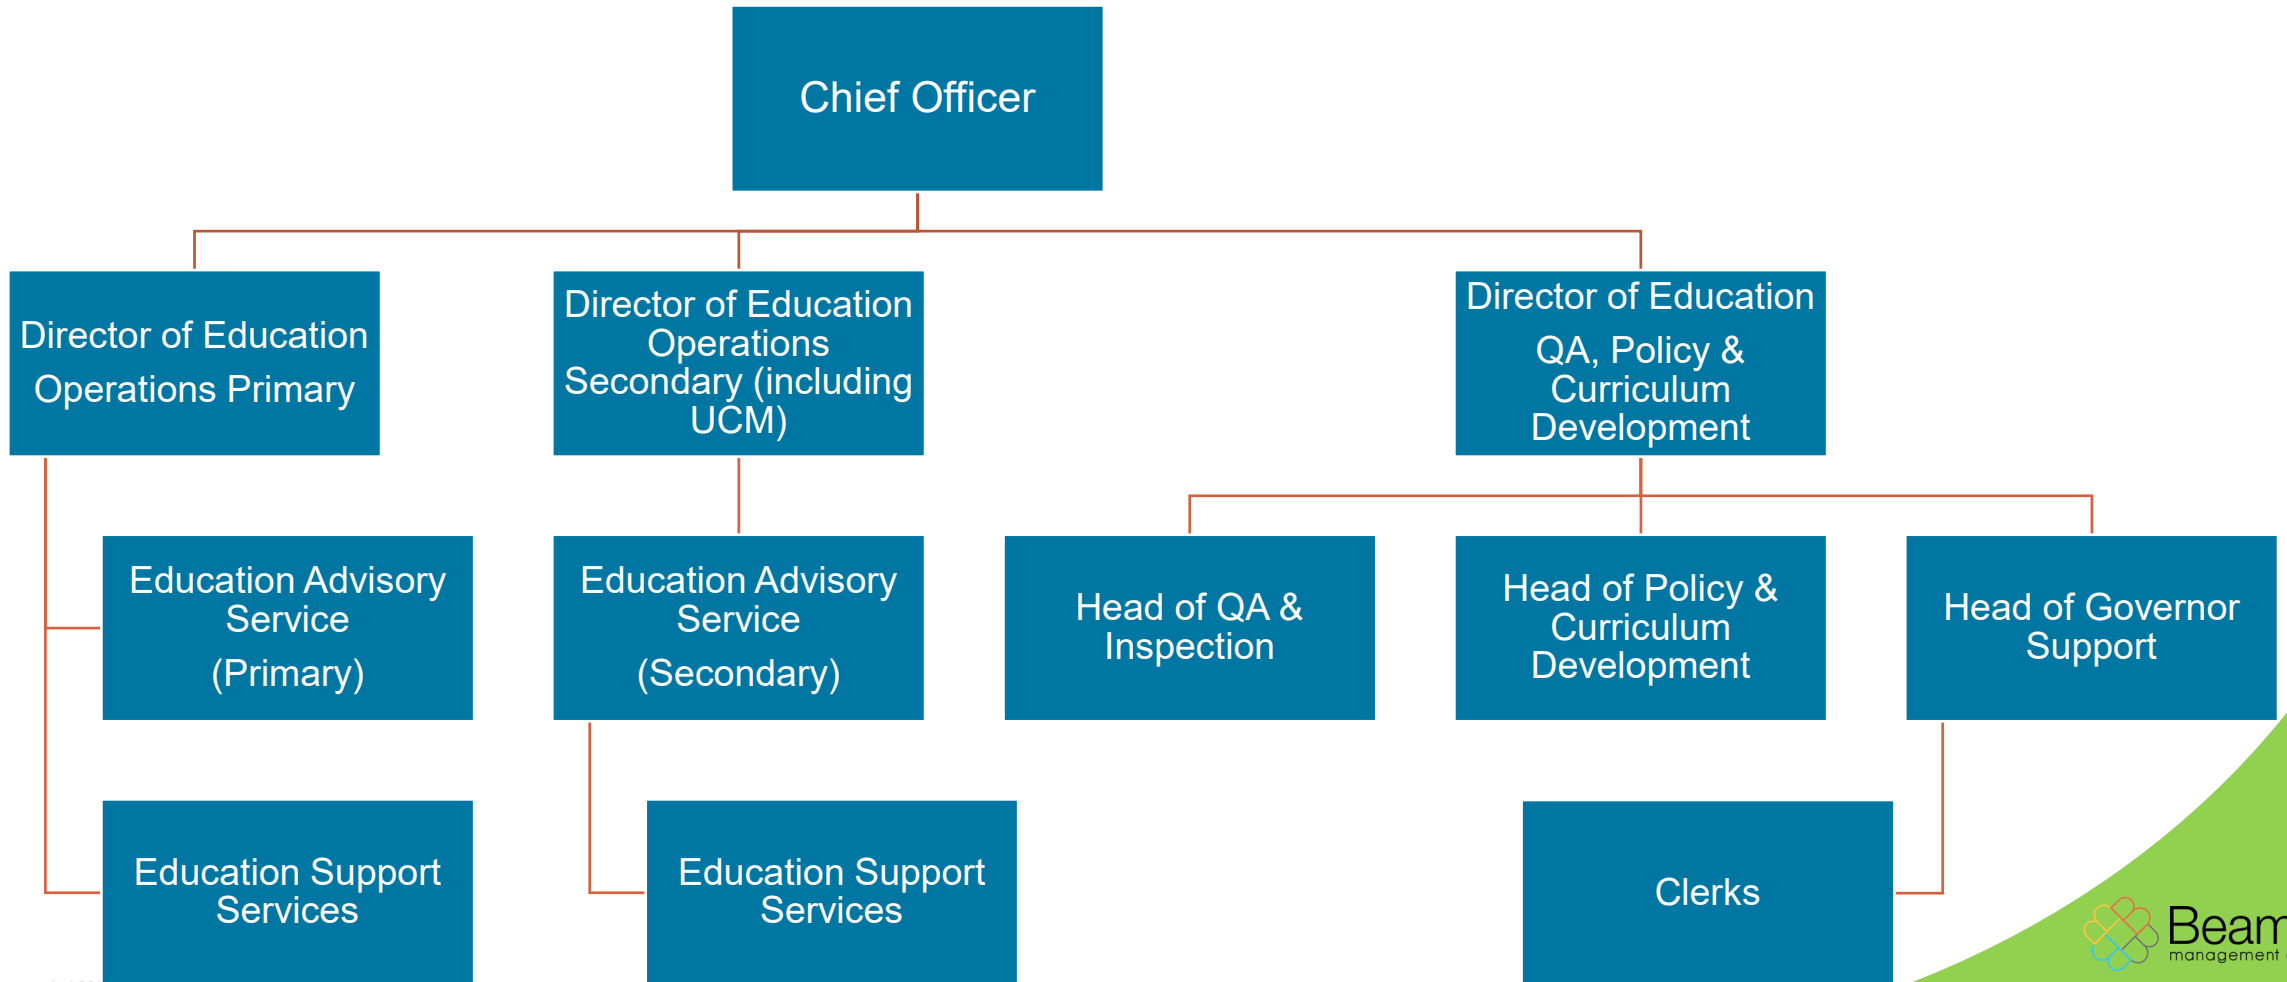 Chief Officer
Director of Education
Operations Primary
Director of Education
Operations
Secondary (including
UCM)
Director of Education
QA, Policy &
Curriculum
Development
Education Advisory
Service
(Primary)
Education Advisory
Service
(Secondary)
Head of QA &
Inspection
Head of Policy &
Curriculum
Development
Head of Governor
Support
Education Support
Services
Education Support
Services
Clerks
Beam
management